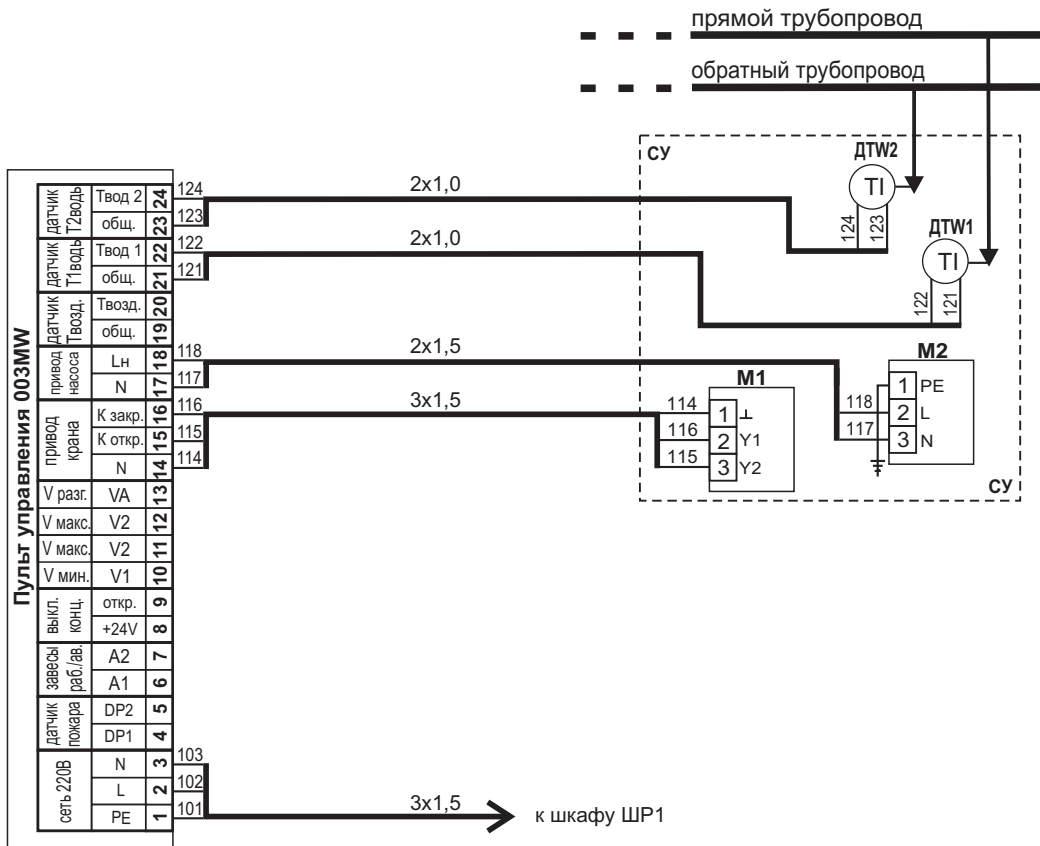 прямой трубопровод
обратный трубопровод
СУ
ДТW2
TI
124
123
ДТW1
TI
122
121
Пульт управления 003MW
датчик Т2водь
Твод 2
24
124
2x1,0
общ.
23
123
датчик Т1водь
Твод 1
22
122
2x1,0
общ.
21
121
датчик Твозд.
Твозд.
20
общ.
19
привод насоса
Lн
18
118
2x1,5
N
17
117
привод крана
К закр.
16
116
3x1,5
К откр.
15
115
N
14
114
M1
114
1
⊥
116
2
Y1
115
3
Y2
M2
1
PE
118
2
L
117
3
N
СУ
V разг.
VA
13
V макс.
V2
12
V макс.
V2
11
V мин.
V1
10
выкл. конц.
откр.
9
+24V
8
завесы раб./ав.
A2
7
A1
6
датчик пожара
DP2
5
DP1
4
сеть 220В
N
3
103
L
2
102
PE
1
101
3x1,5
к шкафу ШР1